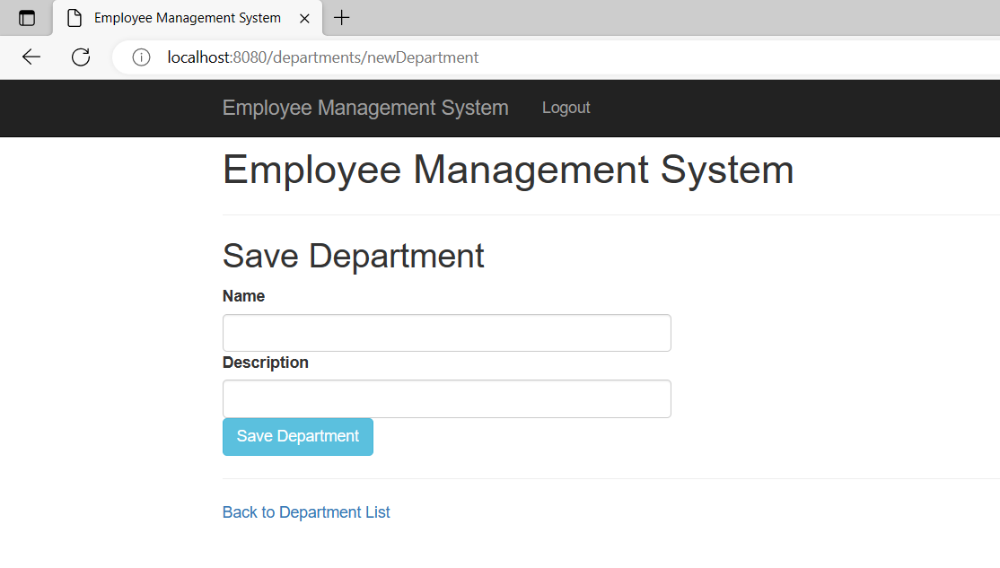 Employee Management System
localhost:8080/departments/newDepartment
Employee Management System Logout
Employee Management System
Save Department
Name
Description
Save Department
Back to Department List